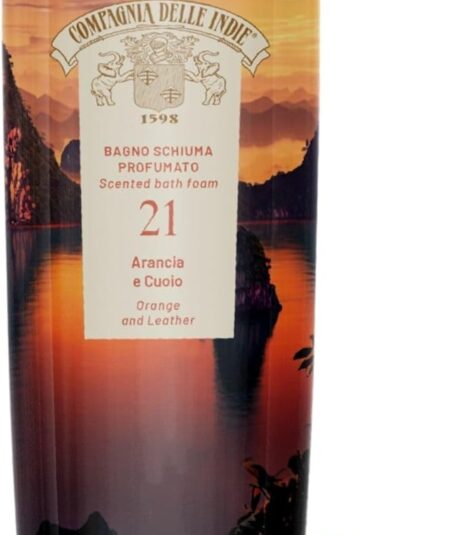 COMPAGNIA DELLE INDIE®
1598
BAGNO SCHIUMA
PROFUMATO
Scented bath foam
21
Arancia
e Cuoio
Orange
and Leather